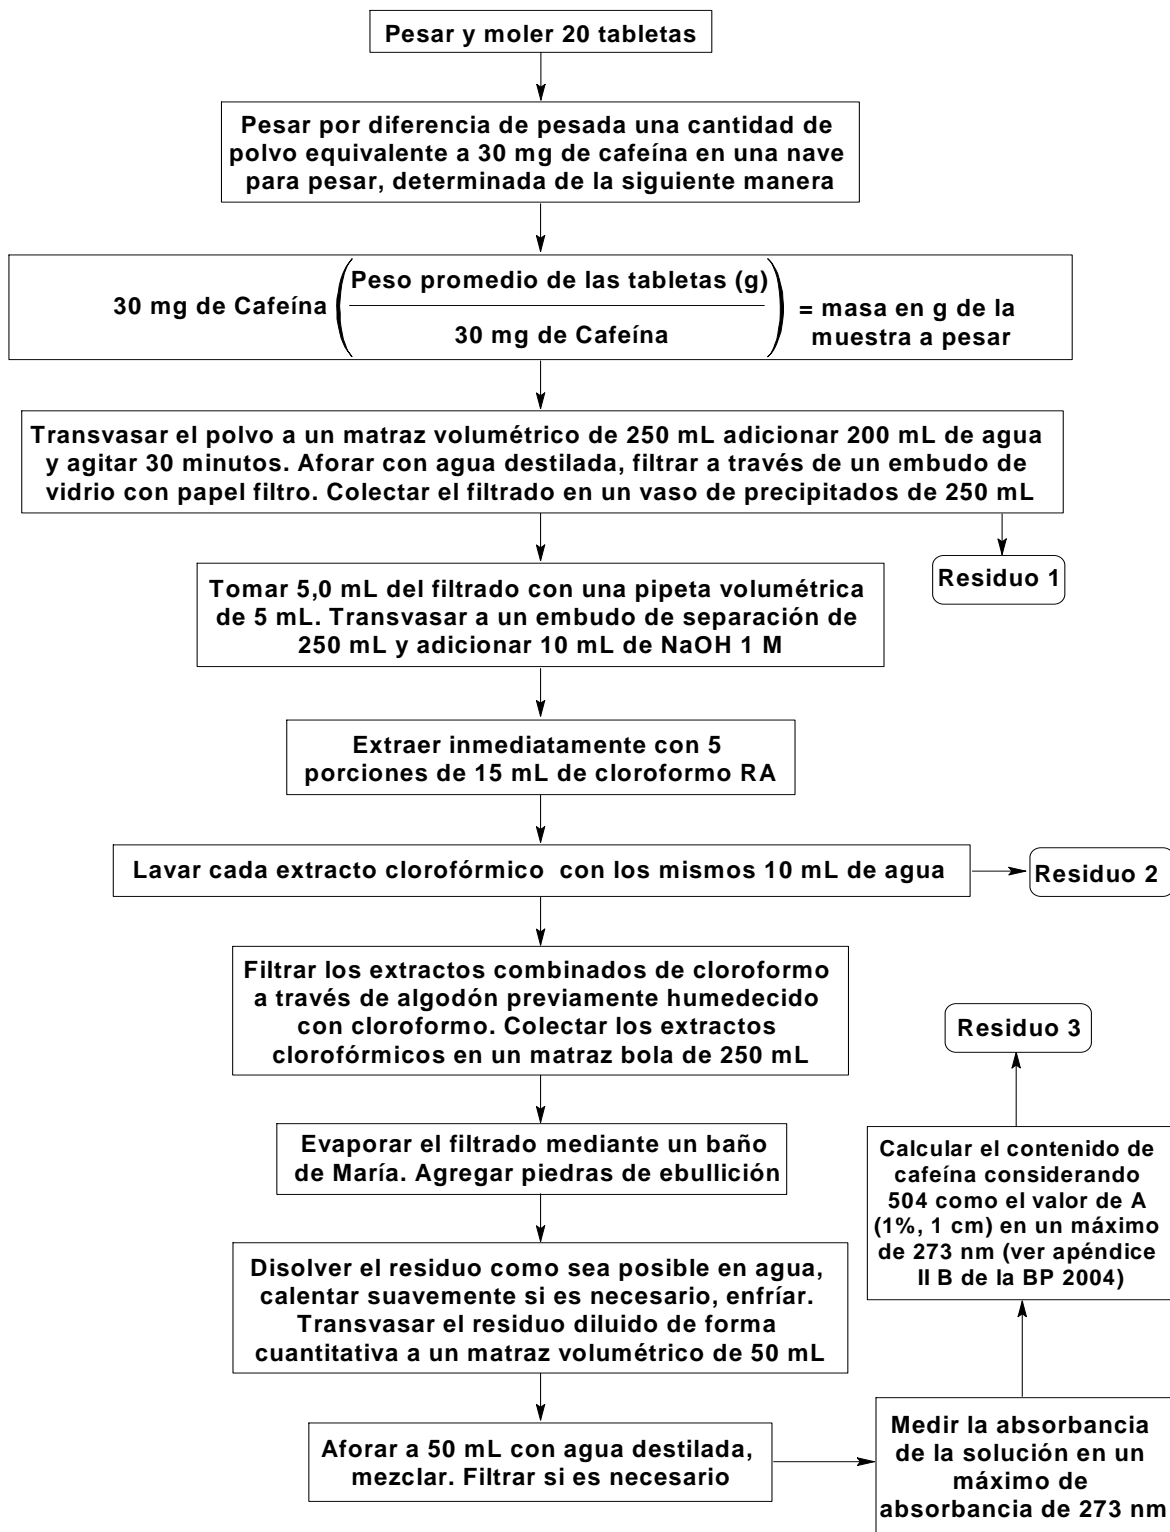 Pesar y moler 20 tabletas
Pesar por diferencia de pesada una cantidad de
polvo equivalente a 30 mg de cafeína en una nave
para pesar, determinada de la siguiente manera
30 mg de Cafeína
Peso promedio de las tabletas (g)
30 mg de Cafeína
= masa en g de la
muestra a pesar
Transvasar el polvo a un matraz volumétrico de 250 mL adicionar 200 mL de agua
y agitar 30 minutos. Aforar con agua destilada, filtrar a través de un embudo de
vidrio con papel filtro. Colectar el filtrado en un vaso de precipitados de 250 mL
Residuo 1
Tomar 5,0 mL del filtrado con una pipeta volumétrica
de 5 mL. Transvasar a un embudo de separación de
250 mL y adicionar 10 mL de NaOH 1 M
Extraer inmediatamente con 5
porciones de 15 mL de cloroformo RA
Lavar cada extracto clorofórmico con los mismos 10 mL de agua
Residuo 2
Filtrar los extractos combinados de cloroformo
a través de algodón previamente humedecido
con cloroformo. Colectar los extractos
clorofórmicos en un matraz bola de 250 mL
Evaporar el filtrado mediante un baño
de María. Agregar piedras de ebullición
Disolver el residuo como sea posible en agua,
calentar suavemente si es necesario, enfríar.
Transvasar el residuo diluido de forma
cuantitativa a un matraz volumétrico de 50 mL
Aforar a 50 mL con agua destilada,
mezclar. Filtrar si es necesario
Medir la absorbancia
de la solución en un
máximo de
absorbancia de 273 nm
Calcular el contenido de
cafeína considerando
504 como el valor de A
(1%, 1 cm) en un máximo
de 273 nm (ver apéndice
II B de la BP 2004)
Residuo 3